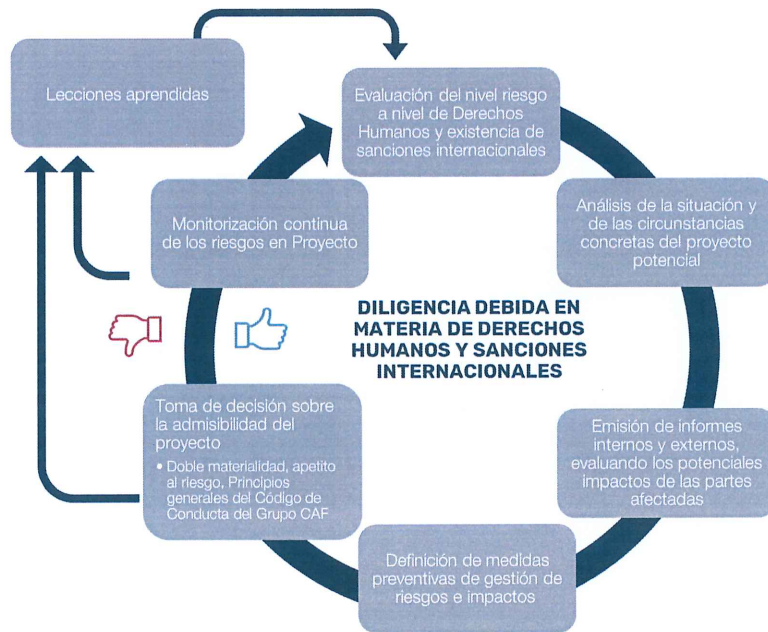 Lecciones aprendidas
Evaluación del nivel riesgo
a nivel de Derechos
Humanos y existencia de
sanciones internacionales
Monitorización continua
de los riesgos en Proyecto
Análisis de la situación y
de las circunstancias
concretas del proyecto
potencial
DILIGENCIA DEBIDA EN
MATERIA DE DERECHOS
HUMANOS Y SANCIONES
INTERNACIONALES
Toma de decisión sobre
la admisibilidad del
proyecto
• Doble materialidad, apetito
al riesgo, Principios
generales del Código de
Conducta del Grupo CAF
Emisión de informes
internos y externos,
evaluando los potenciales
impactos de las partes
afectadas
Definición de medidas
preventivas de gestión de
riesgos e impactos